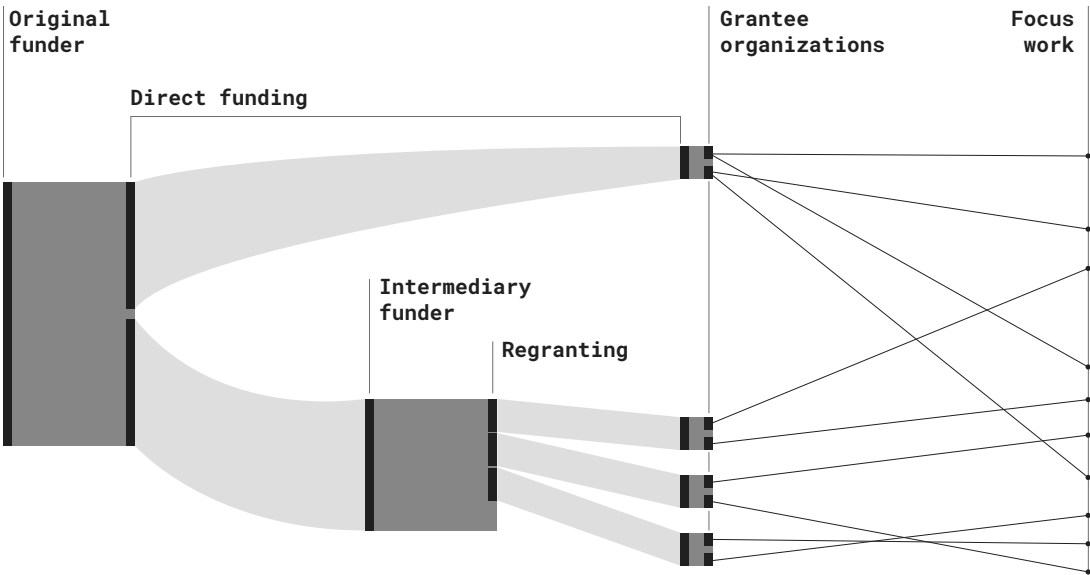 Original
funder
Grantee
organizations
Focus
work
Direct funding
Intermediary
funder
Regranting